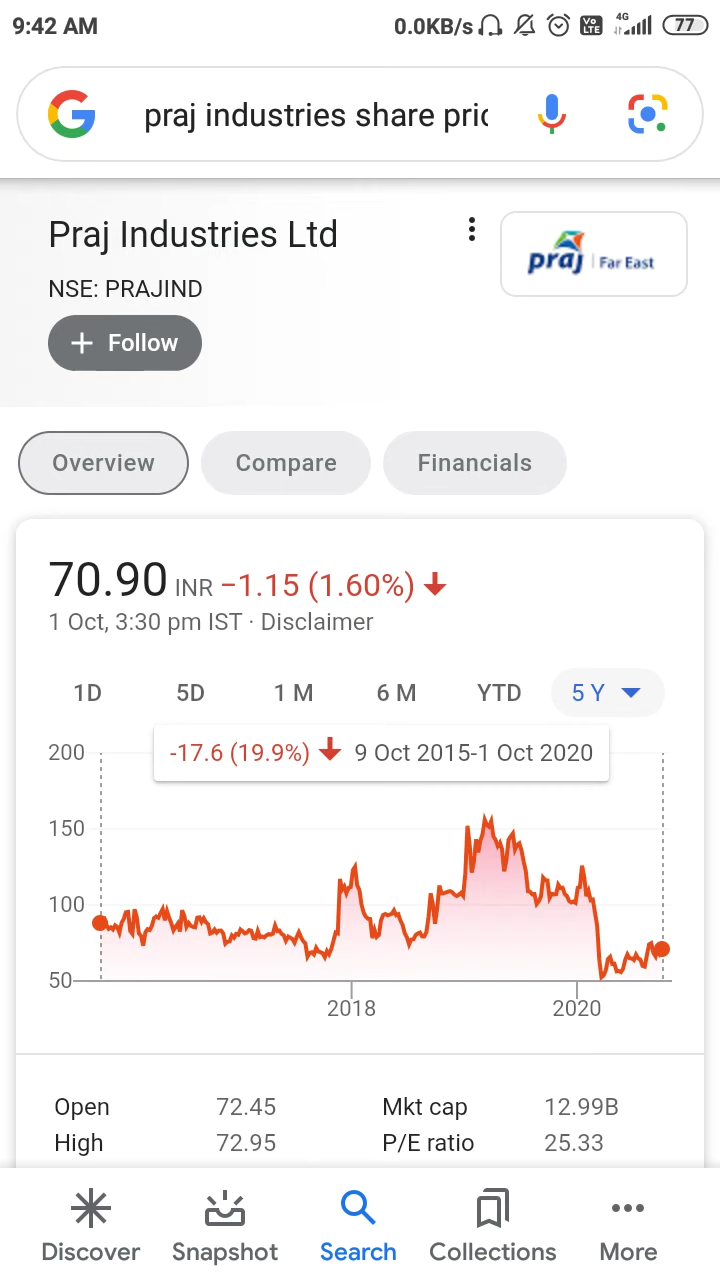 9:42 AM 0.0KB/s Vo LTE 4G 77
praj industries share pric
Praj Industries Ltd
praj | Far East
NSE: PRAJIND
+ Follow
Overview Compare Financials
70.90 INR −1.15 (1.60%)
1 Oct, 3:30 pm IST · Disclaimer
1D 5D 1 M 6 M YTD 5 Y
-17.6 (19.9%) 9 Oct 2015-1 Oct 2020
200
150
100
50
2018 2020
Open 72.45 Mkt cap 12.99B
High 72.95 P/E ratio 25.33
Discover Snapshot Search Collections More